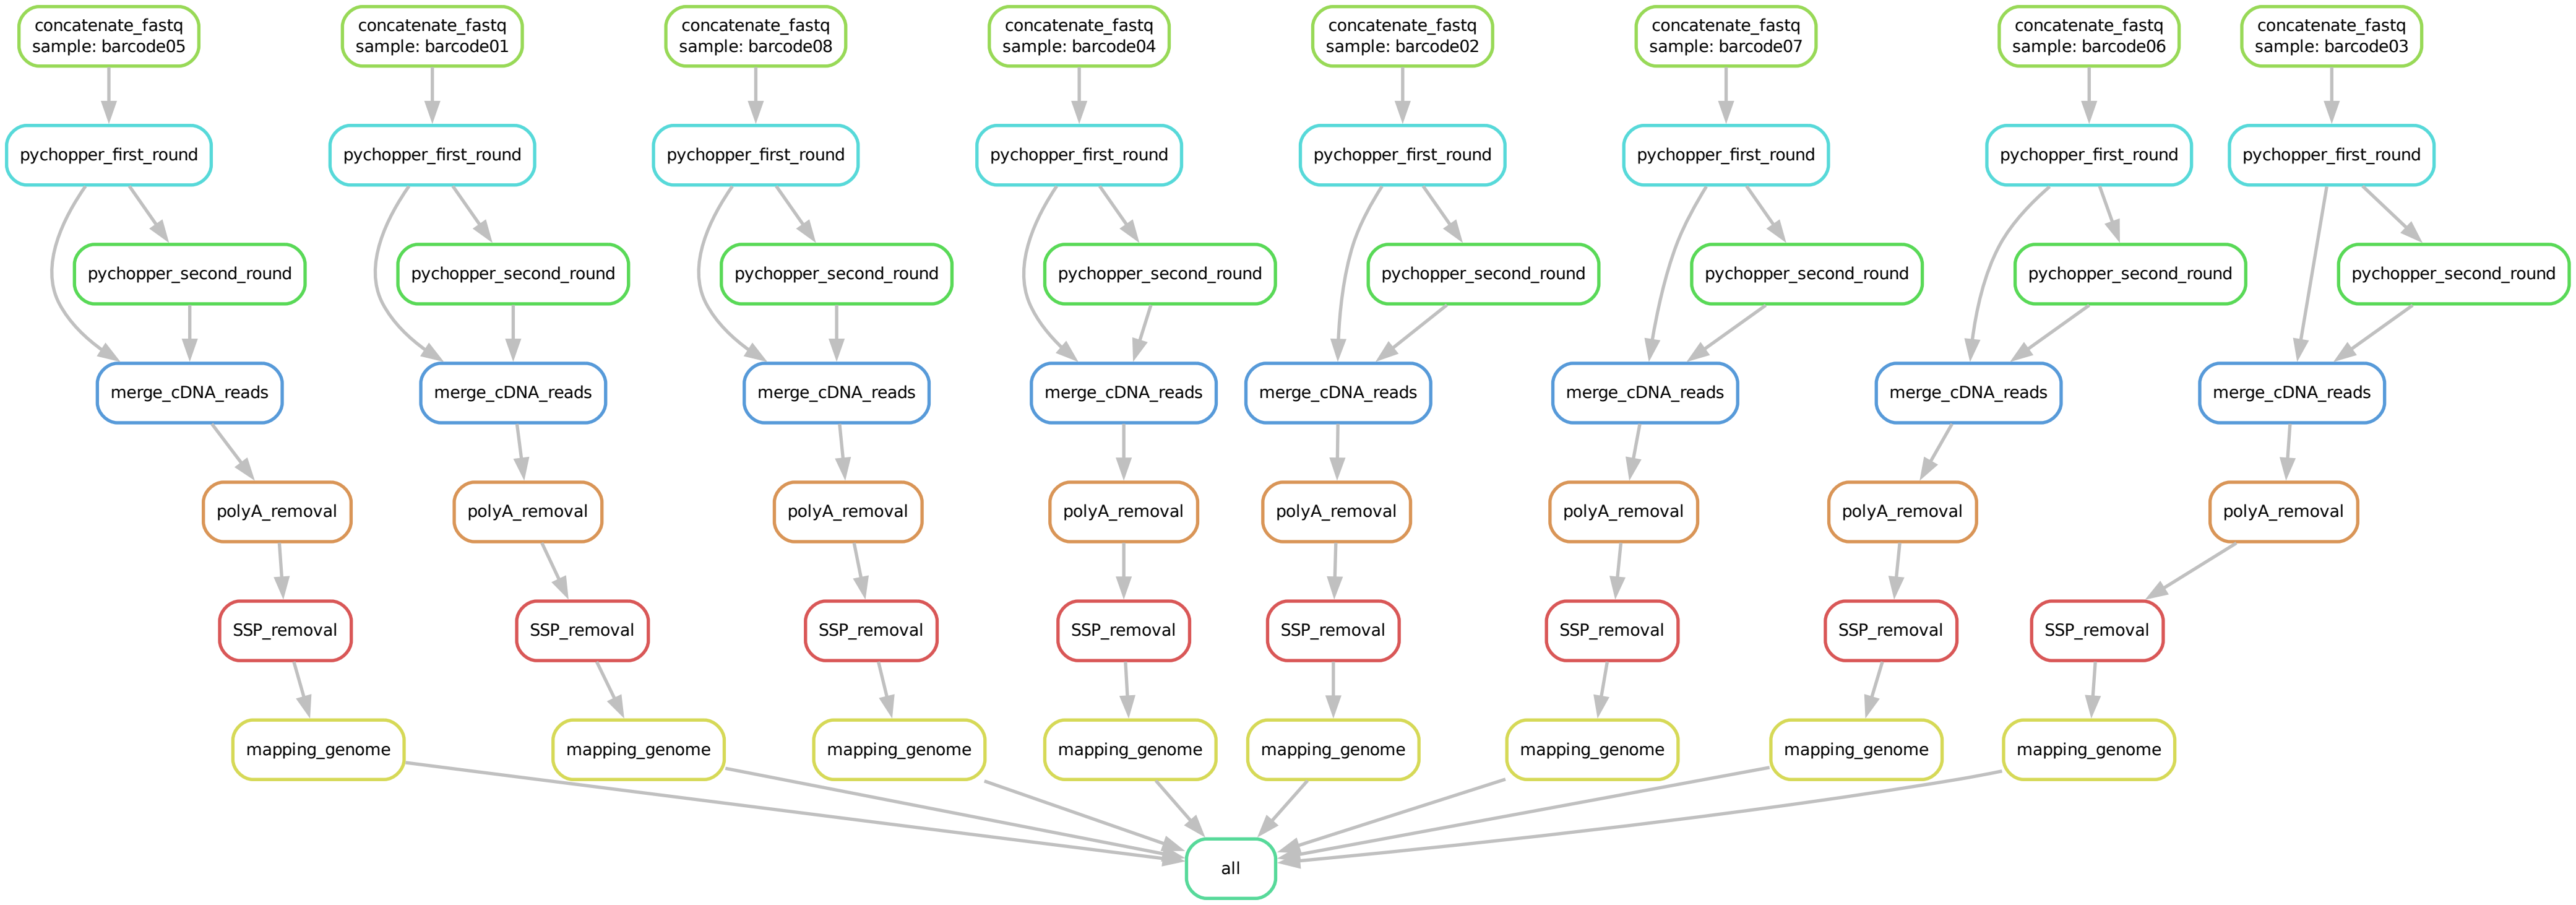 concatenate_fastq
sample: barcode05
concatenate_fastq
sample: barcode01
concatenate_fastq
sample: barcode08
concatenate_fastq
sample: barcode04
concatenate_fastq
sample: barcode02
concatenate_fastq
sample: barcode07
concatenate_fastq
sample: barcode06
concatenate_fastq
sample: barcode03
pychopper_first_round
pychopper_first_round
pychopper_first_round
pychopper_first_round
pychopper_first_round
pychopper_first_round
pychopper_first_round
pychopper_first_round
pychopper_second_round
pychopper_second_round
pychopper_second_round
pychopper_second_round
pychopper_second_round
pychopper_second_round
pychopper_second_round
pychopper_second_round
merge_cDNA_reads
merge_cDNA_reads
merge_cDNA_reads
merge_cDNA_reads
merge_cDNA_reads
merge_cDNA_reads
merge_cDNA_reads
merge_cDNA_reads
polyA_removal
polyA_removal
polyA_removal
polyA_removal
polyA_removal
polyA_removal
polyA_removal
polyA_removal
SSP_removal
SSP_removal
SSP_removal
SSP_removal
SSP_removal
SSP_removal
SSP_removal
SSP_removal
mapping_genome
mapping_genome
mapping_genome
mapping_genome
mapping_genome
mapping_genome
mapping_genome
mapping_genome
all